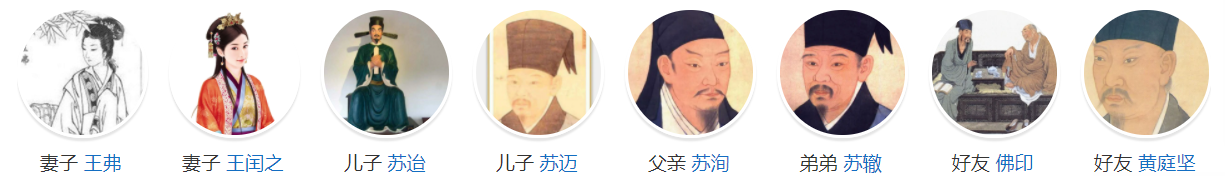 妻子 王弗 妻子 王闰之 儿子 苏迨 儿子 苏迈 父亲 苏洵 弟弟 苏辙 好友 佛印 好友 黄庭坚